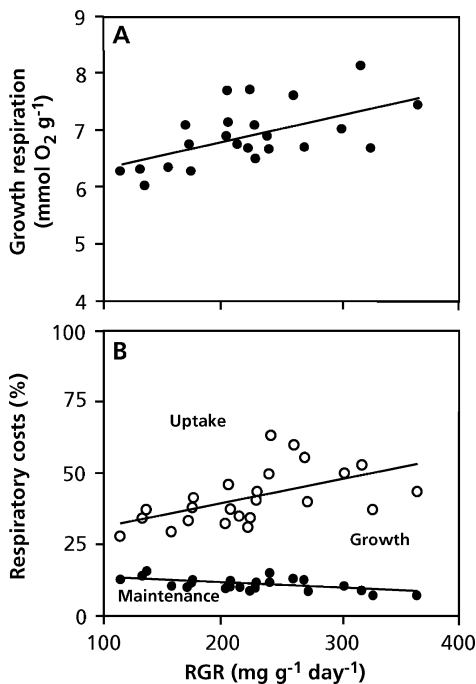 A
9
8
7
6
5
4
Growth respiration
(mmol O₂ g⁻¹)
B
100
75
50
25
0
Respiratory costs (%)
Uptake
Growth
Maintenance
100
200
300
400
RGR (mg g⁻¹ day⁻¹)